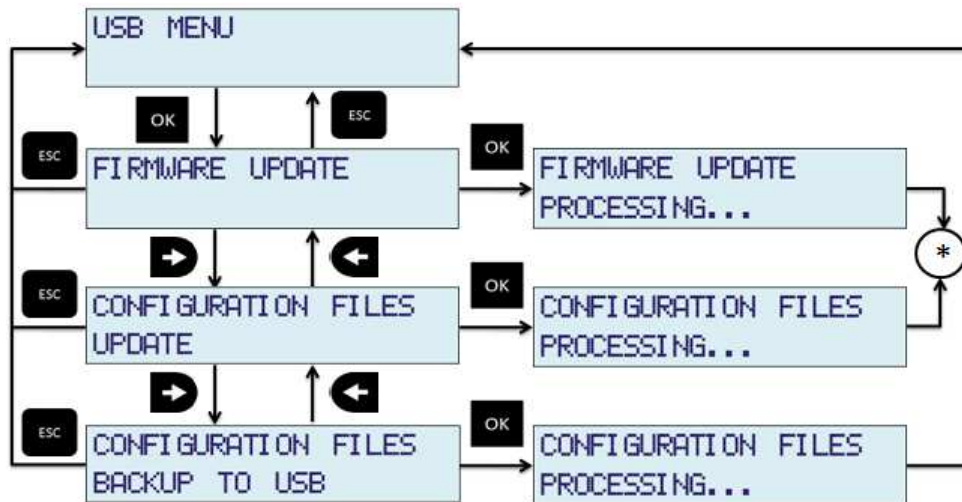 USB MENU
OK
ESC
ESC
FIRMWARE UPDATE
OK
FIRMWARE UPDATE
PROCESSING...
*
ESC
CONFIGURATION FILES
UPDATE
OK
CONFIGURATION FILES
PROCESSING...
ESC
CONFIGURATION FILES
BACKUP TO USB
OK
CONFIGURATION FILES
PROCESSING...